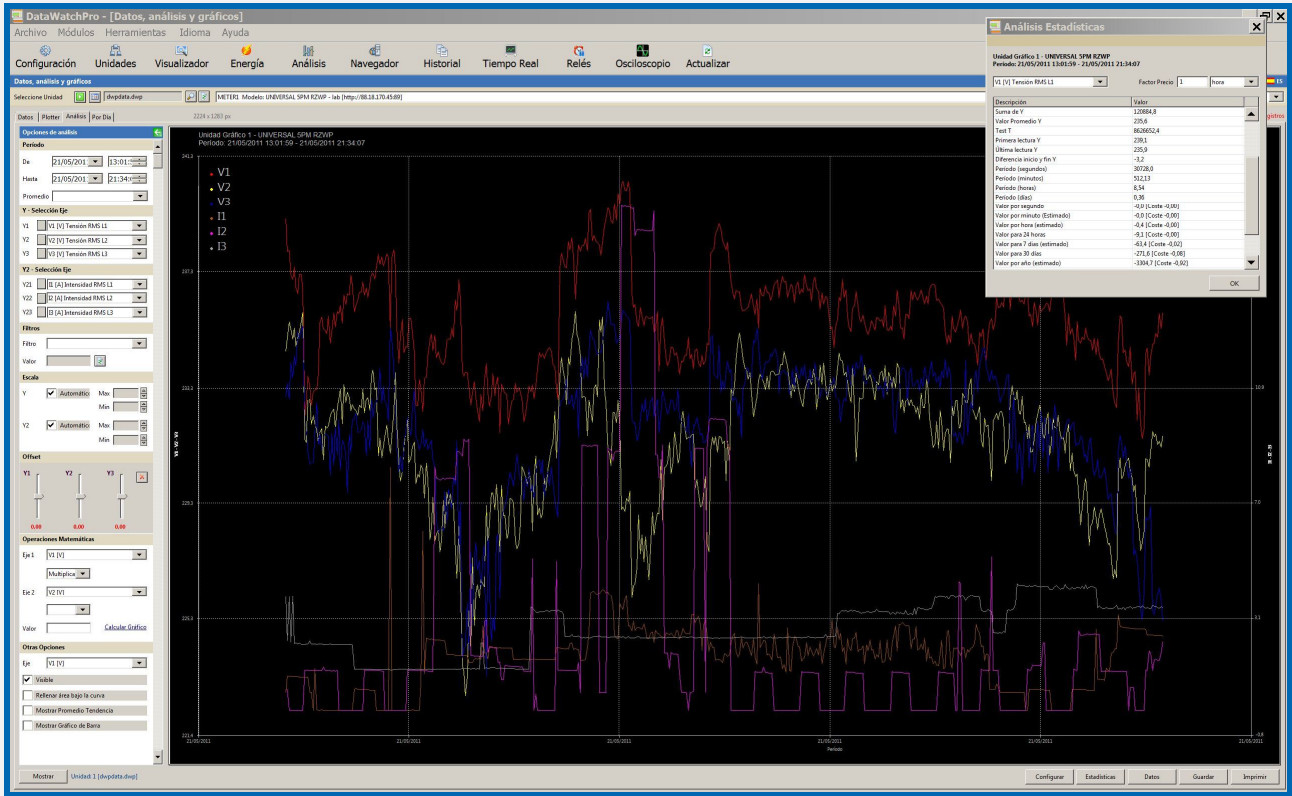 DataWatchPro - [Datos, análisis y gráficos]
Archivo Módulos Herramientas Idioma Ayuda
Configuración Unidades Visualizador Energía Análisis Navegador Historial Tiempo Real Relés Osciloscopio Actualizar
Datos, análisis y gráficos
ES
Seleccione Unidad dwpdata.dwp METER1 Modelo: UNIVERSAL 5PM RZWP - lab [http://88.18.170.45:89]
Datos Plotter Análisis Por Día 2224 x 1283 px
Opciones de análisis
Período
De 21/05/201 13:01:
Hasta 21/05/201 21:34:
Promedio
Y - Selección Eje
Y1 V1 [V] Tensión RMS L1
Y2 V2 [V] Tensión RMS L2
Y3 V3 [V] Tensión RMS L3
Y2 - Selección Eje
Y21 I1 [A] Intensidad RMS L1
Y22 I2 [A] Intensidad RMS L2
Y23 I3 [A] Intensidad RMS L3
Filtros
Filtro
Valor
Escala
Y Automático Max
Min
Y2 Automático Max
Min
Offset
Y1 Y2 Y3
0,00 0,00 0,00
Operaciones Matemáticas
Eje 1 V1 [V]
Multiplica
Eje 2 V2 [V]
Valor Calcular Gráfico
Otras Opciones
Eje V1 [V]
Visible
Rellenar área bajo la curva
Mostrar Promedio Tendencia
Mostrar Gráfico de Barra
Mostrar Unidad: 1 [dwpdata.dwp]
Unidad Gráfico 1 - UNIVERSAL 5PM RZWP
Período: 21/05/2011 13:01:59 - 21/05/2011 21:34:07
V1
V2
V3
I1
I2
I3
V1 - V2 - V3
21/05/2011 21/05/2011 21/05/2011 21/05/2011 21/05/2011 21/05/2011
Período
Configurar Estadísticas Datos Guardar Imprimir
Análisis Estadísticas
Unidad Gráfico 1 - UNIVERSAL 5PM RZWP
Período: 21/05/2011 13:01:59 - 21/05/2011 21:34:07
V1 [V] Tensión RMS L1 Factor Precio 1 hora
Descripción Valor
Suma de Y 120884,8
Valor Promedio Y 235,6
Test T 8626652,4
Primera lectura Y 239,1
Última lectura Y 235,9
Diferencia inicio y fin Y -3,2
Período (segundos) 30728,0
Período (minutos) 512,13
Período (horas) 8,54
Período (días) 0,36
Valor por segundo -0,0 [Coste -0,00]
Valor por minuto (Estimado) -0,0 [Coste -0,00]
Valor por hora (estimado) -0,4 [Coste -0,00]
Valor para 24 horas -9,1 [Coste -0,00]
Valor para 7 días (estimado) -63,4 [Coste -0,02]
Valor para 30 días -271,6 [Coste -0,08]
Valor por año (estimado) -3304,7 [Coste -0,92]
OK